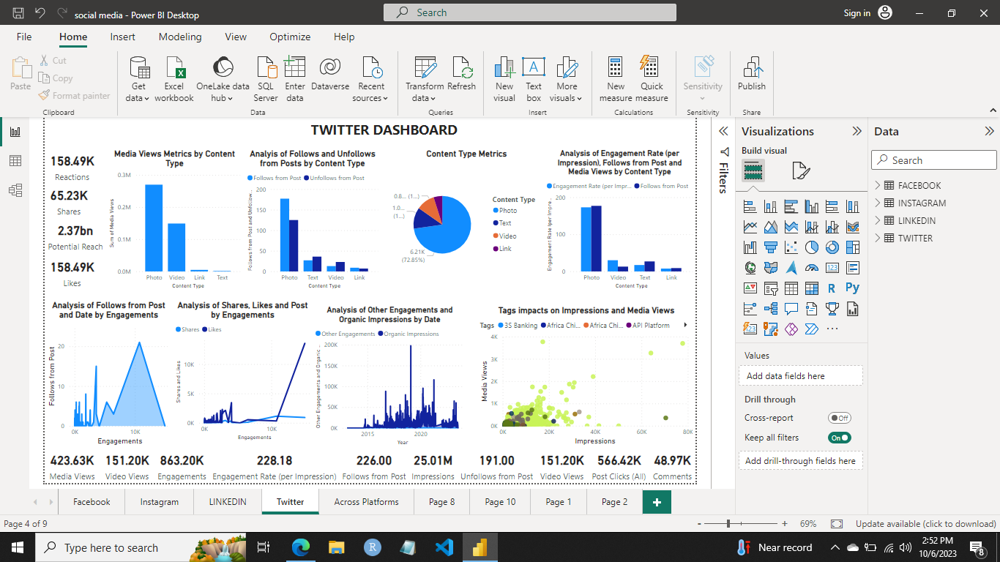 social media - Power BI Desktop
Search
Sign in
File Home Insert Modeling View Optimize Help
Paste
Cut
Copy
Format painter
Get data
Excel workbook
OneLake data hub
SQL Server
Enter data
Dataverse
Recent sources
Transform data
Refresh
New visual
Text box
More visuals
New measure
Quick measure
Sensitivity
Publish
Clipboard Data Queries Insert Calculations Sensitivity Share
TWITTER DASHBOARD
158.49K
Reactions
65.23K
Shares
2.37bn
Potential Reach
158.49K
Likes
Media Views Metrics by Content
Type
Sum of Media Views
0.3M
0.2M
0.1M
0.0M
Photo Video Link Text
Content Type
Analyis of Follows and Unfollows
from Posts by Content Type
Follows from Post Unfollows from Post
Follows from Post and Unfollow...
200
150
100
50
0
Photo Text Video Link
Content Type
Content Type Metrics
0.8... (1...)
1.0...
(1...)
6.21K
(72.85%)
Content Type
Photo
Text
Video
Link
Analysis of Engagement Rate (per
Impression), Follows from Post and
Media Views by Content Type
Engagement Rate (per Impr... Follows from Post
Engagement Rate (per Impre...
200
100
0
Photo Video Text Link
Content Type
Analysis of Follows from Post
and Date by Engagements
Follows from Post
20
10
0
0K 10K
Engagements
Analysis of Shares, Likes and Post
by Engagements
Shares Likes
Shares and Likes
10K
5K
0K
0K 10K
Engagements
Analysis of Other Engagements and
Organic Impressions by Date
Other Engagements Organic Impressions
Other Engagements and Organic ...
200K
150K
100K
50K
0K
2015 2020
Year
Tags impacts on Impressions and Media Views
Tags 3S Banking Africa Chi... Africa Chi... API Platform
Media Views
4K
3K
2K
1K
0K
0K 20K 40K 60K 80K
Impressions
423.63K 151.20K 863.20K 228.18 226.00 25.01M 191.00 151.20K 566.42K 48.97K
Media Views Video Views Engagements Engagement Rate (per Impression) Follows from Post Impressions Unfollows from Post Video Views Post Clicks (All) Comments
Filters
Visualizations
Build visual
123
R Py
123
Values
Add data fields here
Drill through
Cross-report Off
Keep all filters On
Add drill-through fields here
Data
Search
FACEBOOK
INSTAGRAM
LINKEDIN
TWITTER
Facebook Instagram LINKEDIN Twitter Across Platforms Page 8 Page 10 Page 1 Page 2 +
Page 4 of 9
- + 69%
Update available (click to download)
Type here to search
R
Near record
2:52 PM
10/6/2023
8